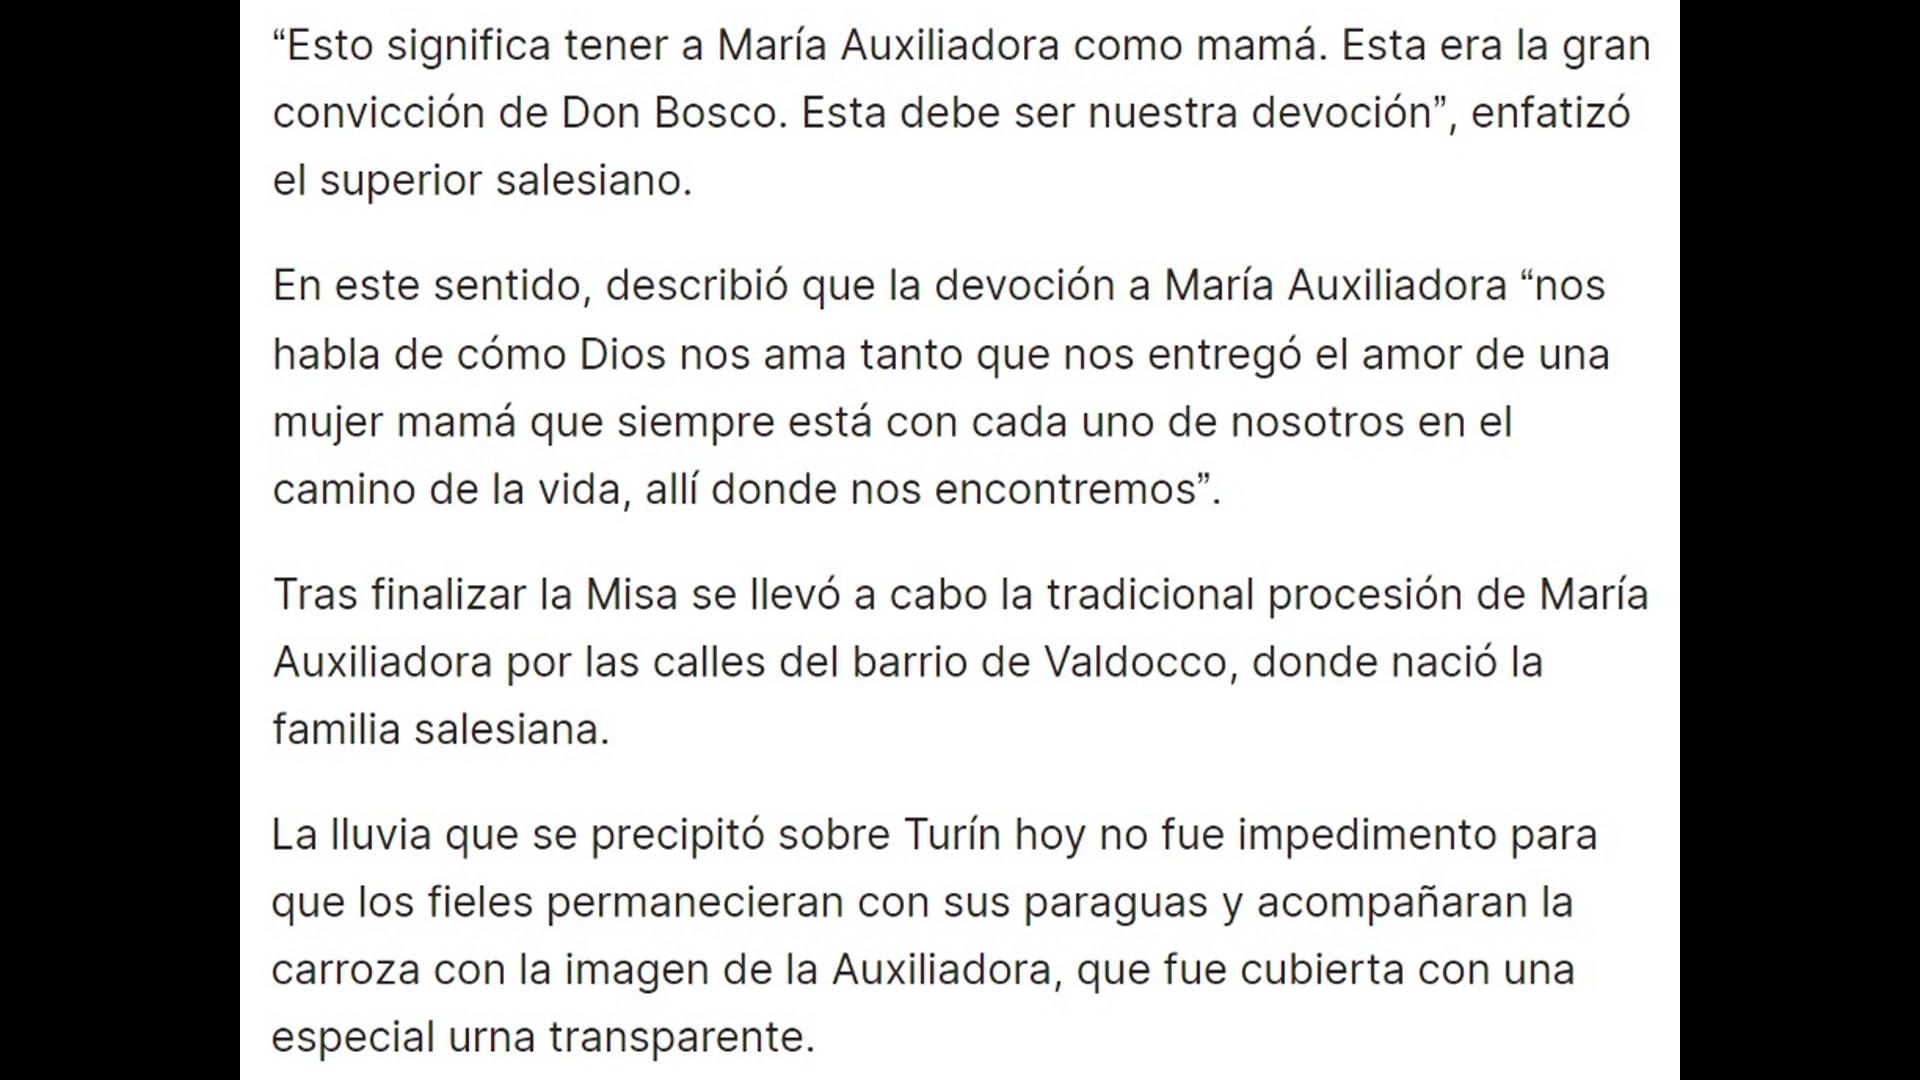 “Esto significa tener a María Auxiliadora como mamá. Esta era la gran
convicción de Don Bosco. Esta debe ser nuestra devoción”, enfatizó
el superior salesiano.
En este sentido, describió que la devoción a María Auxiliadora “nos
habla de cómo Dios nos ama tanto que nos entregó el amor de una
mujer mamá que siempre está con cada uno de nosotros en el
camino de la vida, allí donde nos encontremos”.
Tras finalizar la Misa se llevó a cabo la tradicional procesión de María
Auxiliadora por las calles del barrio de Valdocco, donde nació la
familia salesiana.
La lluvia que se precipitó sobre Turín hoy no fue impedimento para
que los fieles permanecieran con sus paraguas y acompañaran la
carroza con la imagen de la Auxiliadora, que fue cubierta con una
especial urna transparente.